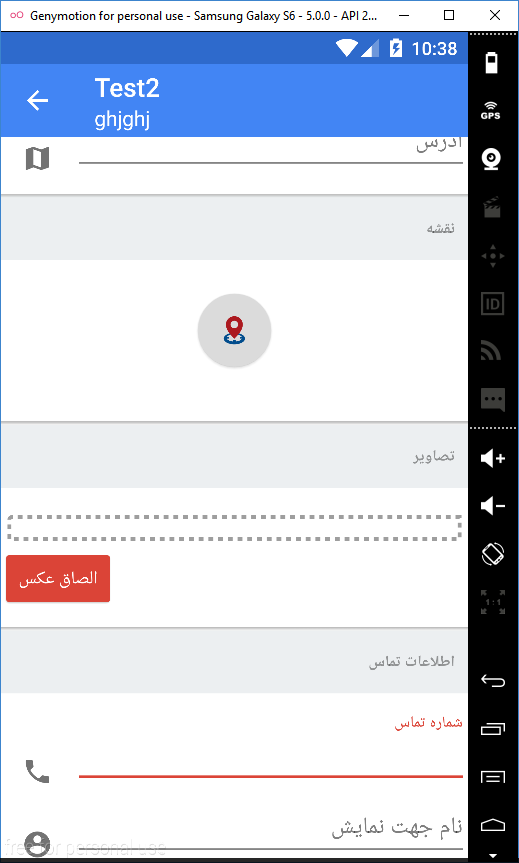 Genymotion for personal use - Samsung Galaxy S6 - 5.0.0 - API 2...
10:38
Test2
ghjghj
آدرس
نقشه
تصاویر
الصاق عکس
اطلاعات تماس
شماره تماس
نام جهت نمایش
free for personal use
GPS
ID
1:1